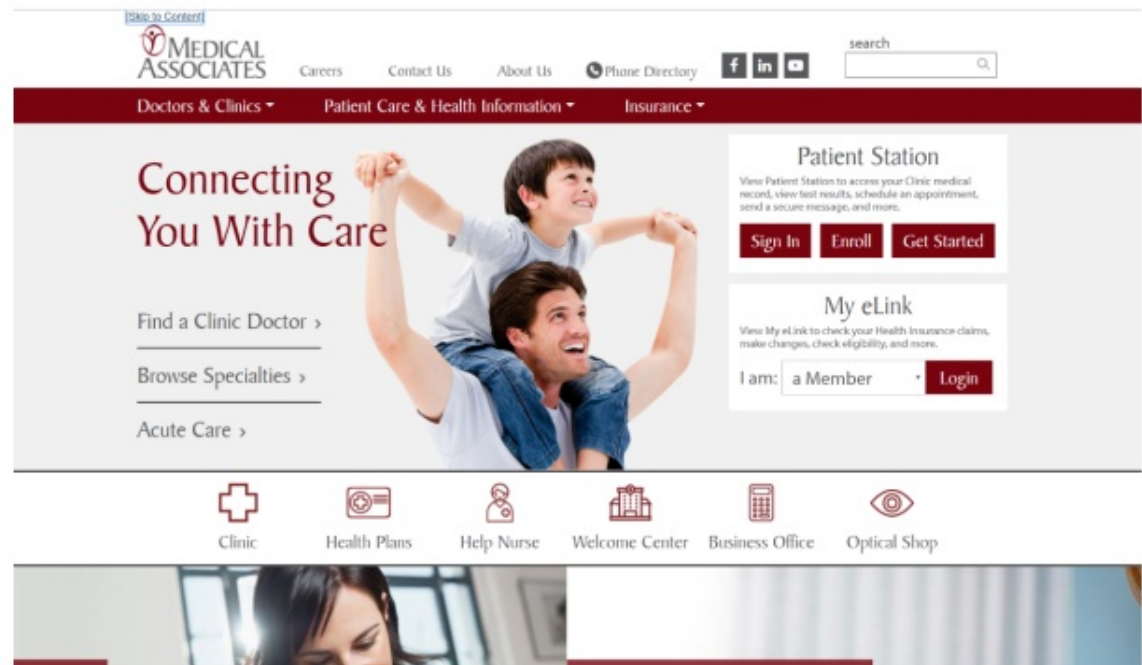 [Skip to Content]
MEDICAL
ASSOCIATES
Careers
Contact Us
About Us
Phone Directory
f
in
search
Doctors & Clinics
Patient Care & Health Information
Insurance
Connecting
You With Care
Find a Clinic Doctor ›
Browse Specialties ›
Acute Care ›
Patient Station
View Patient Station to access your Clinic medical
record, view test results, schedule an appointment,
send a secure message, and more.
Sign In
Enroll
Get Started
My eLink
View My eLink to check your Health Insurance claims,
make changes, check eligibility, and more.
I am:
a Member
Login
Clinic
Health Plans
Help Nurse
Welcome Center
Business Office
Optical Shop